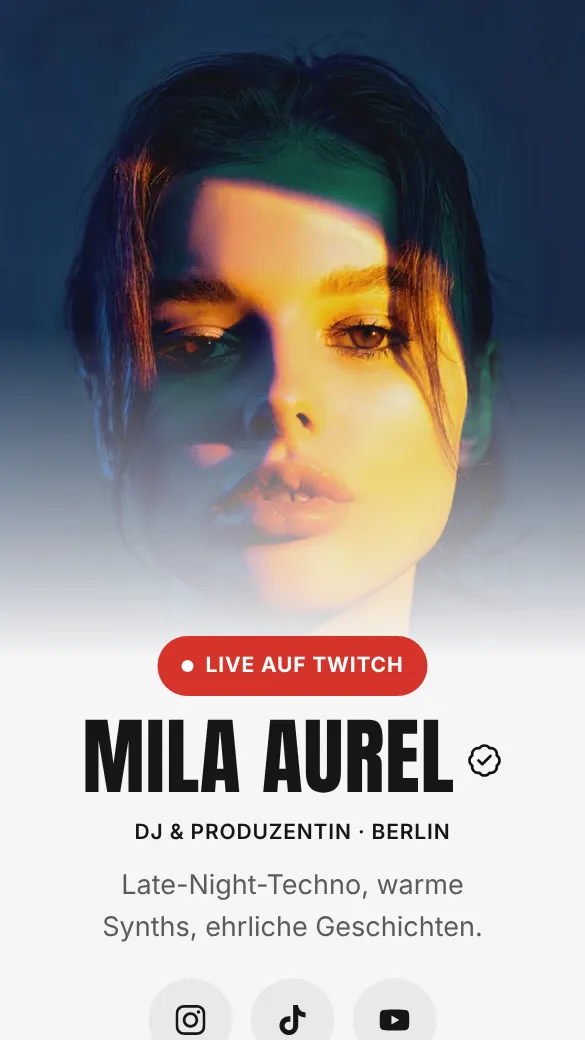 LIVE AUF TWITCH
MILA AUREL
DJ & PRODUZENTIN · BERLIN
Late-Night-Techno, warme
Synths, ehrliche Geschichten.